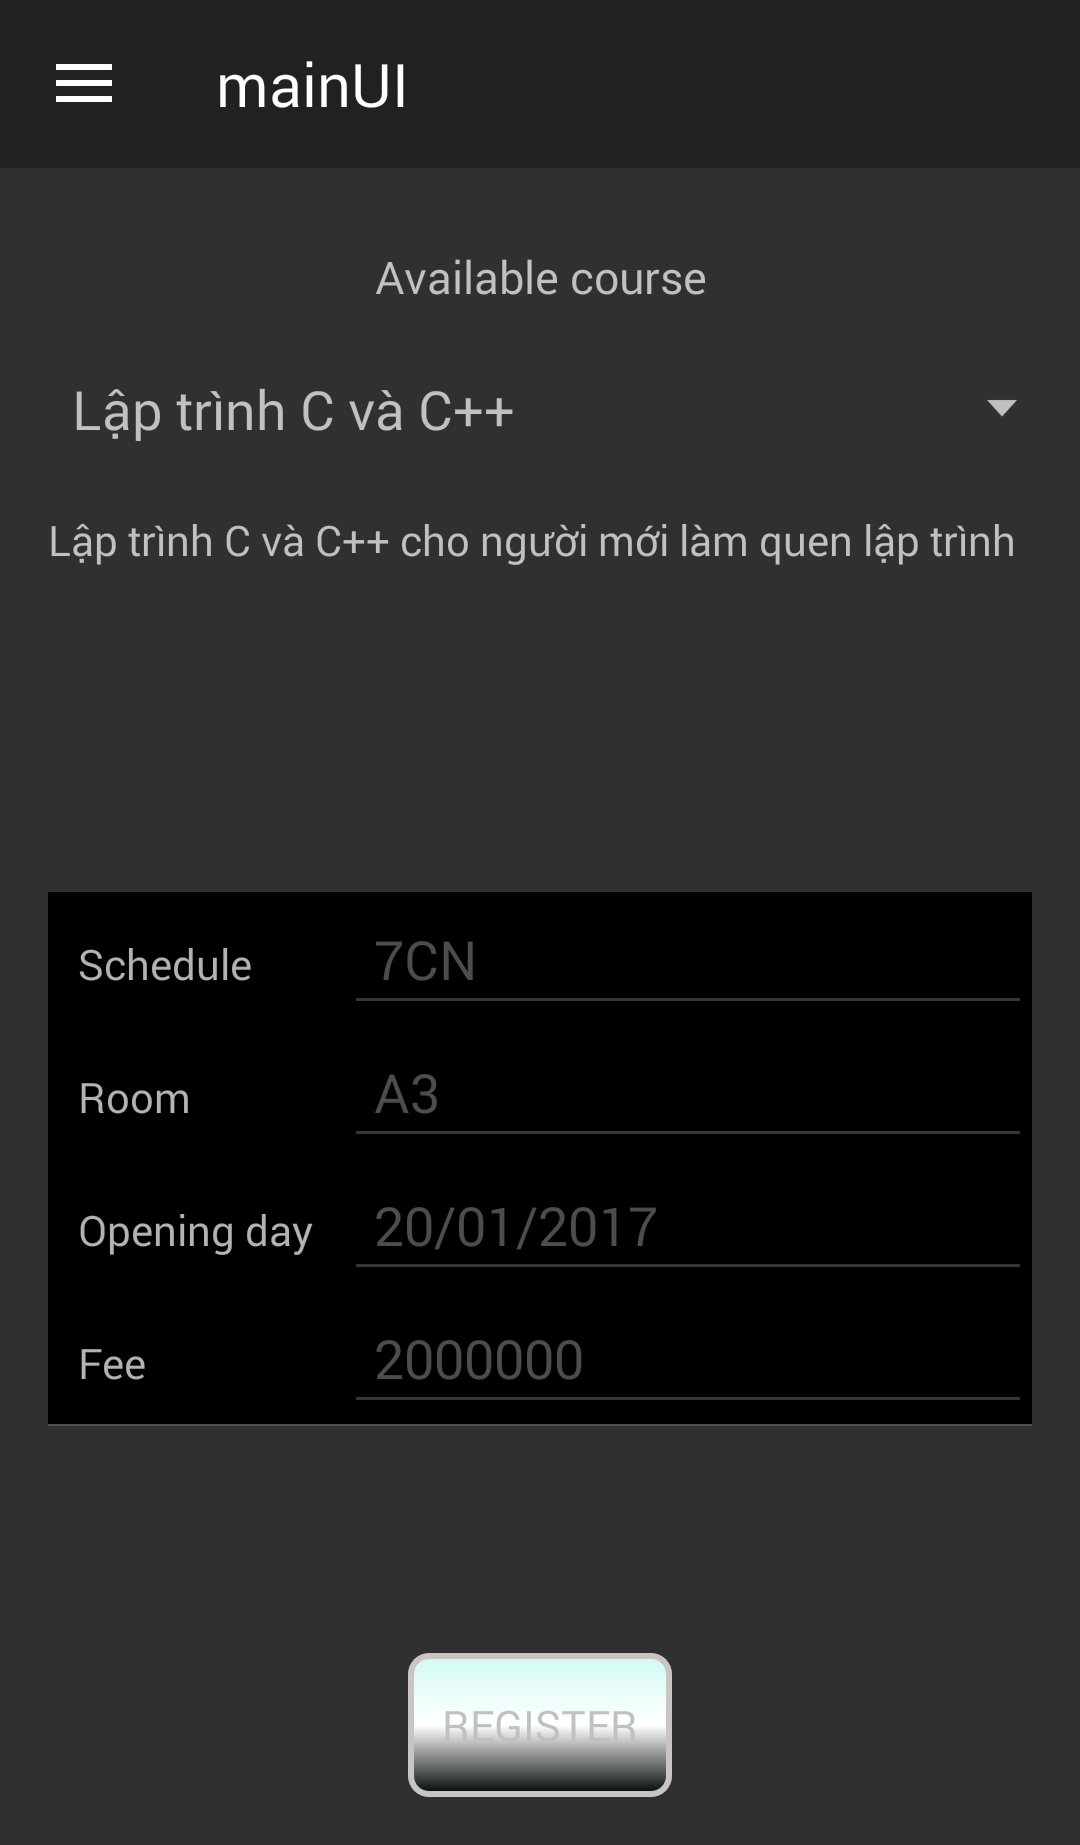 mainUI
Available course
Lập trình C và C++
Lập trình C và C++ cho người mới làm quen lập trình
Schedule 7CN
Room A3
Opening day 20/01/2017
Fee 2000000
REGISTER